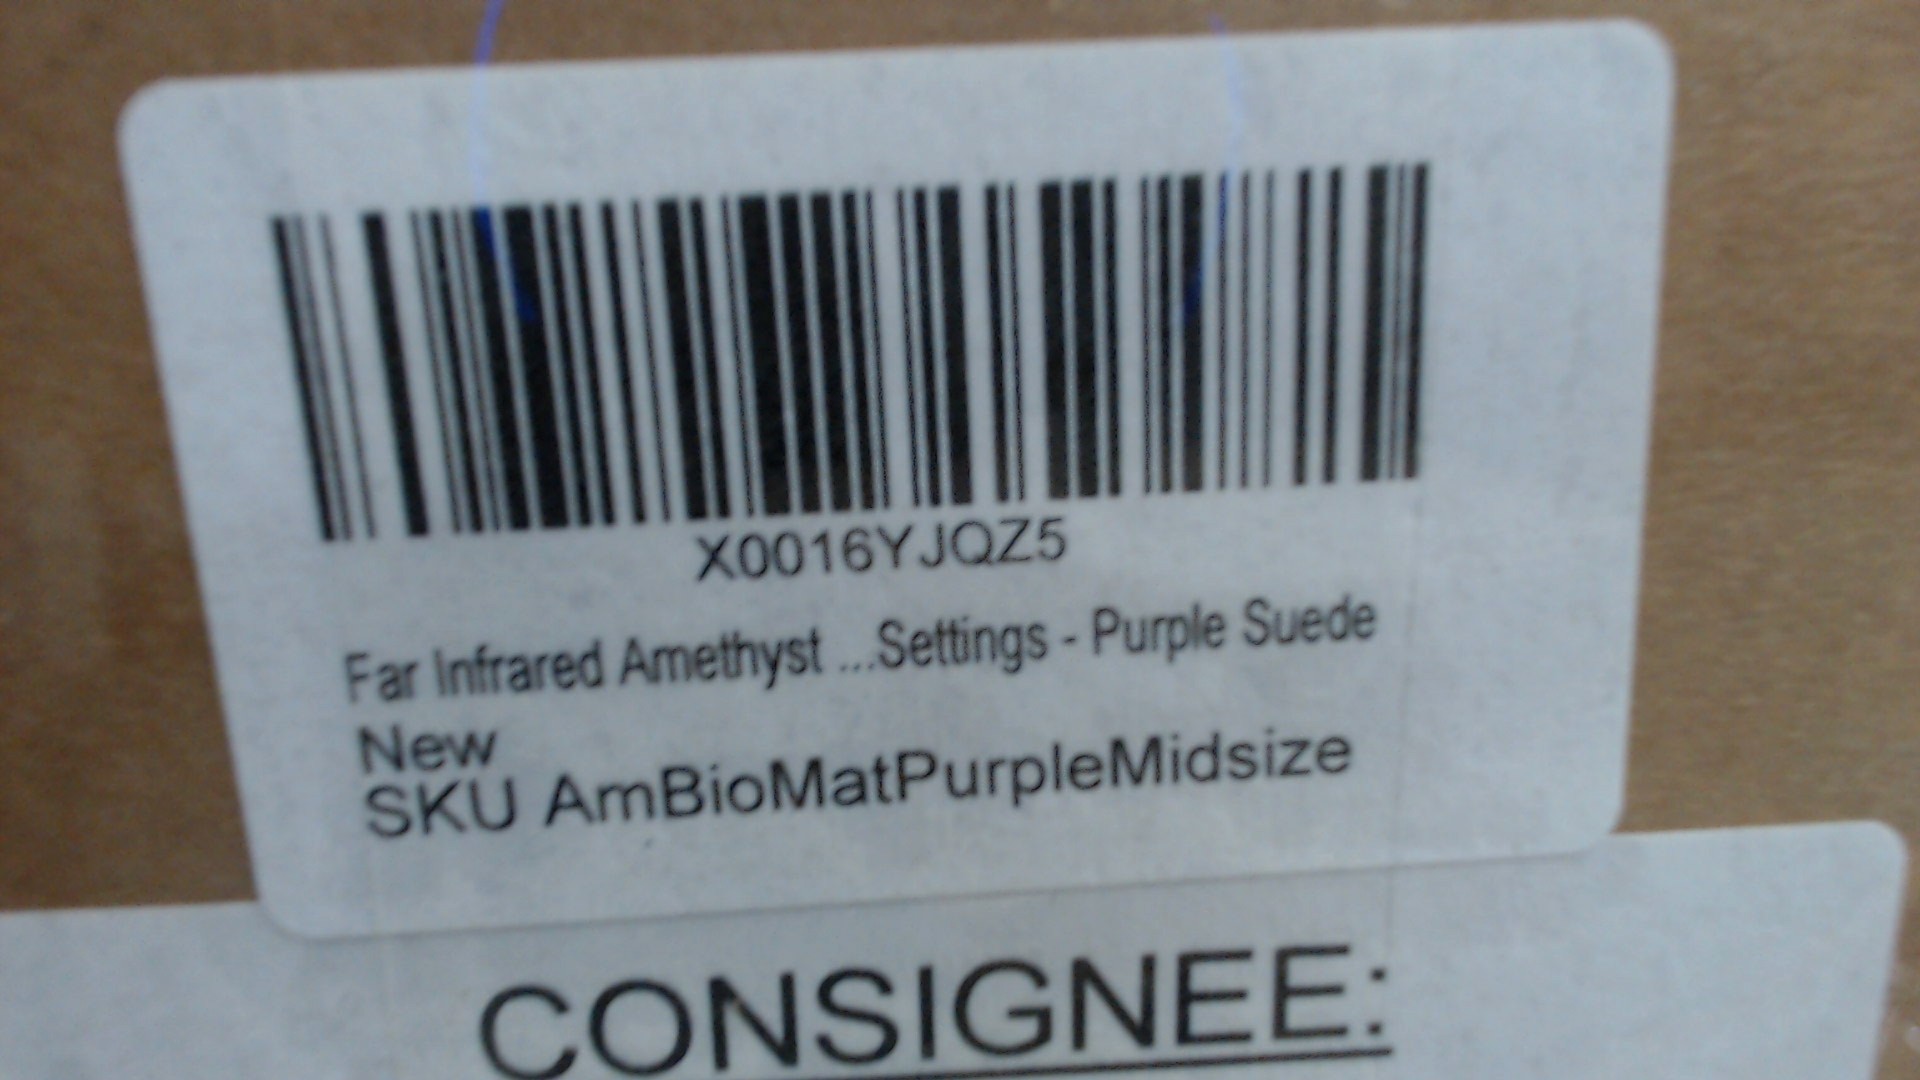 X0016YJQZ5
Far Infrared Amethyst ...Settings - Purple Suede
New
SKU AmBioMatPurpleMidsize
CONSIGNEE: